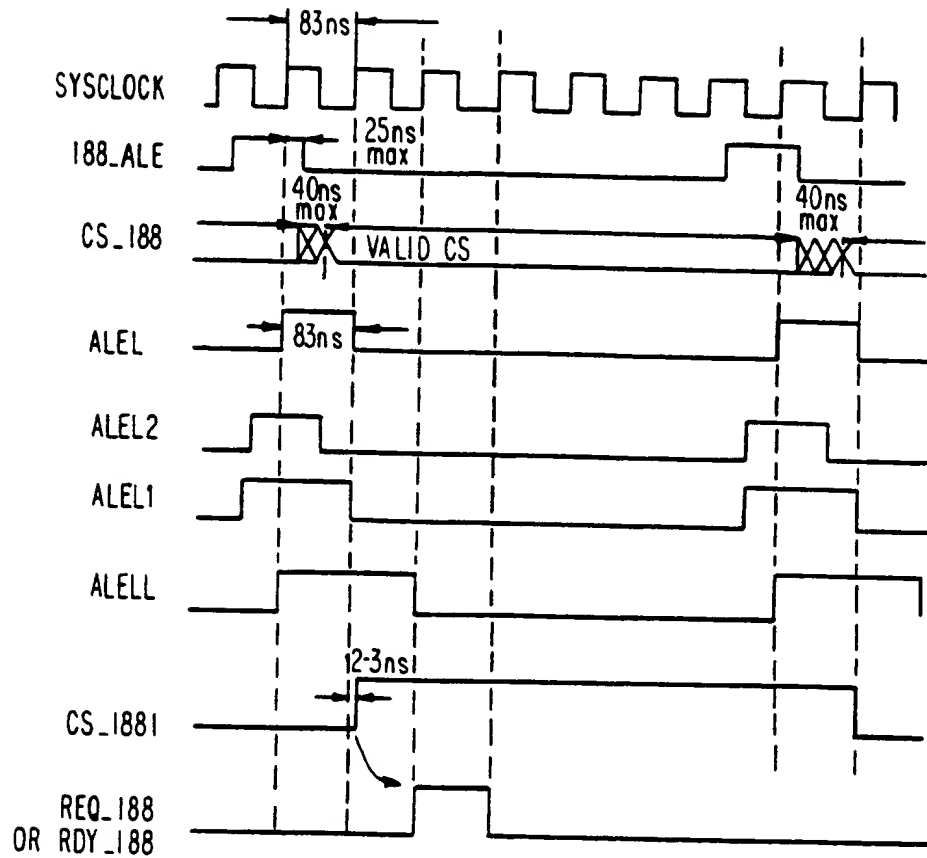 83ns
SYSCLOCK
188_ALE
25ns
max
40ns
max
40ns
max
CS_188
VALID CS
ALEL
83ns
ALEL2
ALEL1
ALELL
2-3ns
CS_1881
REQ_188
OR RDY_188